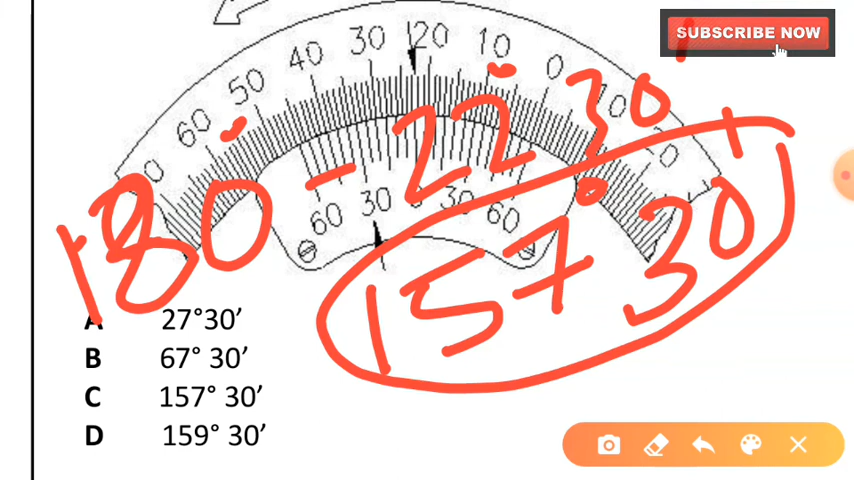 SUBSCRIBE NOW
60 50 40 30 20 10 0
60 30 0 30 60
180 - 22 30'
157° 30'
A 27°30′
B 67° 30′
C 157° 30′
D 159° 30′